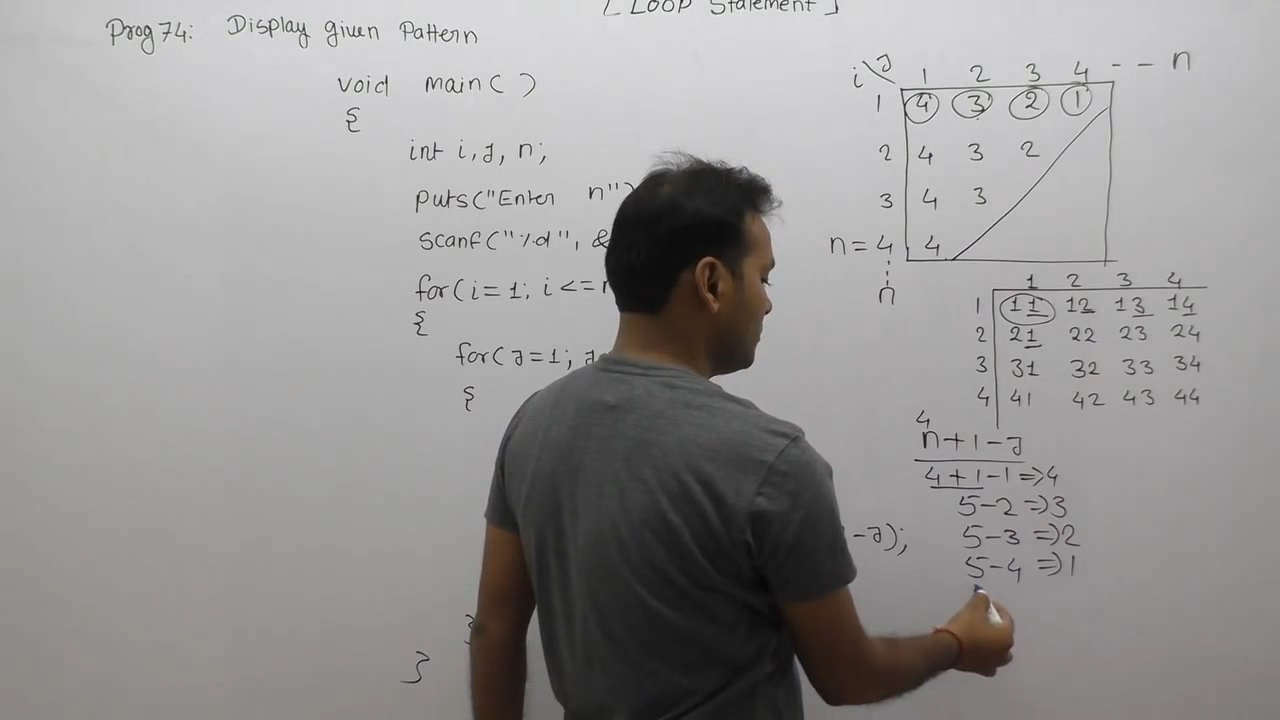 [Loop Statement]
Prog 74: Display given Pattern
void main( )
{
int i, j, n;
puts("Enter n")
scanf("%d", &
for(i=1; i<=n
{
for(j=1; j
{
-j);
}
}
i j 1 2 3 4 - - n
1 4 3 2 1
2 4 3 2
3 4 3
n=4 4
n
1 2 3 4
1 11 12 13 14
2 21 22 23 24
3 31 32 33 34
4 41 42 43 44
4
n+1-j
4+1-1=>4
5-2=>3
5-3=>2
5-4=>1